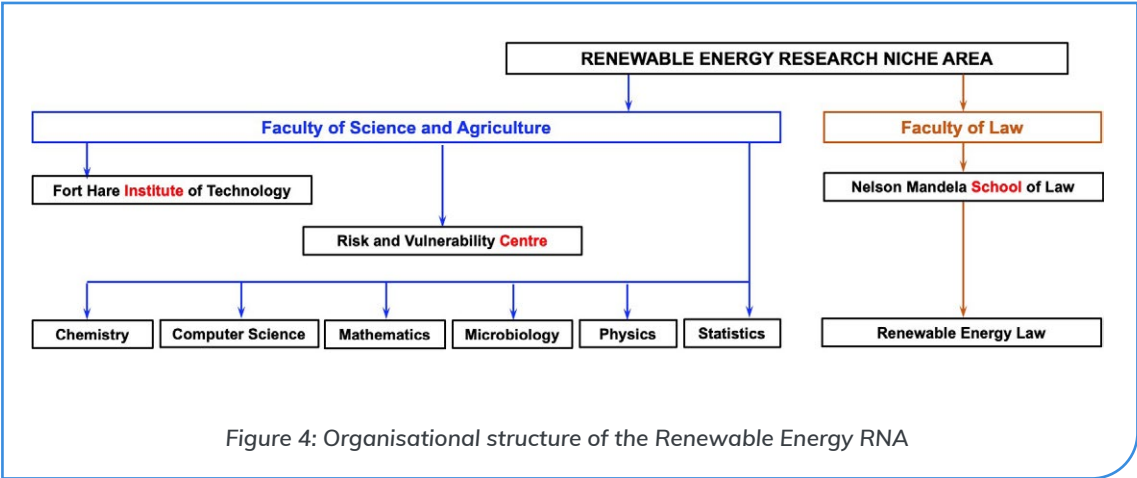 RENEWABLE ENERGY RESEARCH NICHE AREA
Faculty of Science and Agriculture
Faculty of Law
Fort Hare Institute of Technology
Nelson Mandela School of Law
Risk and Vulnerability Centre
Chemistry
Computer Science
Mathematics
Microbiology
Physics
Statistics
Renewable Energy Law
Figure 4: Organisational structure of the Renewable Energy RNA